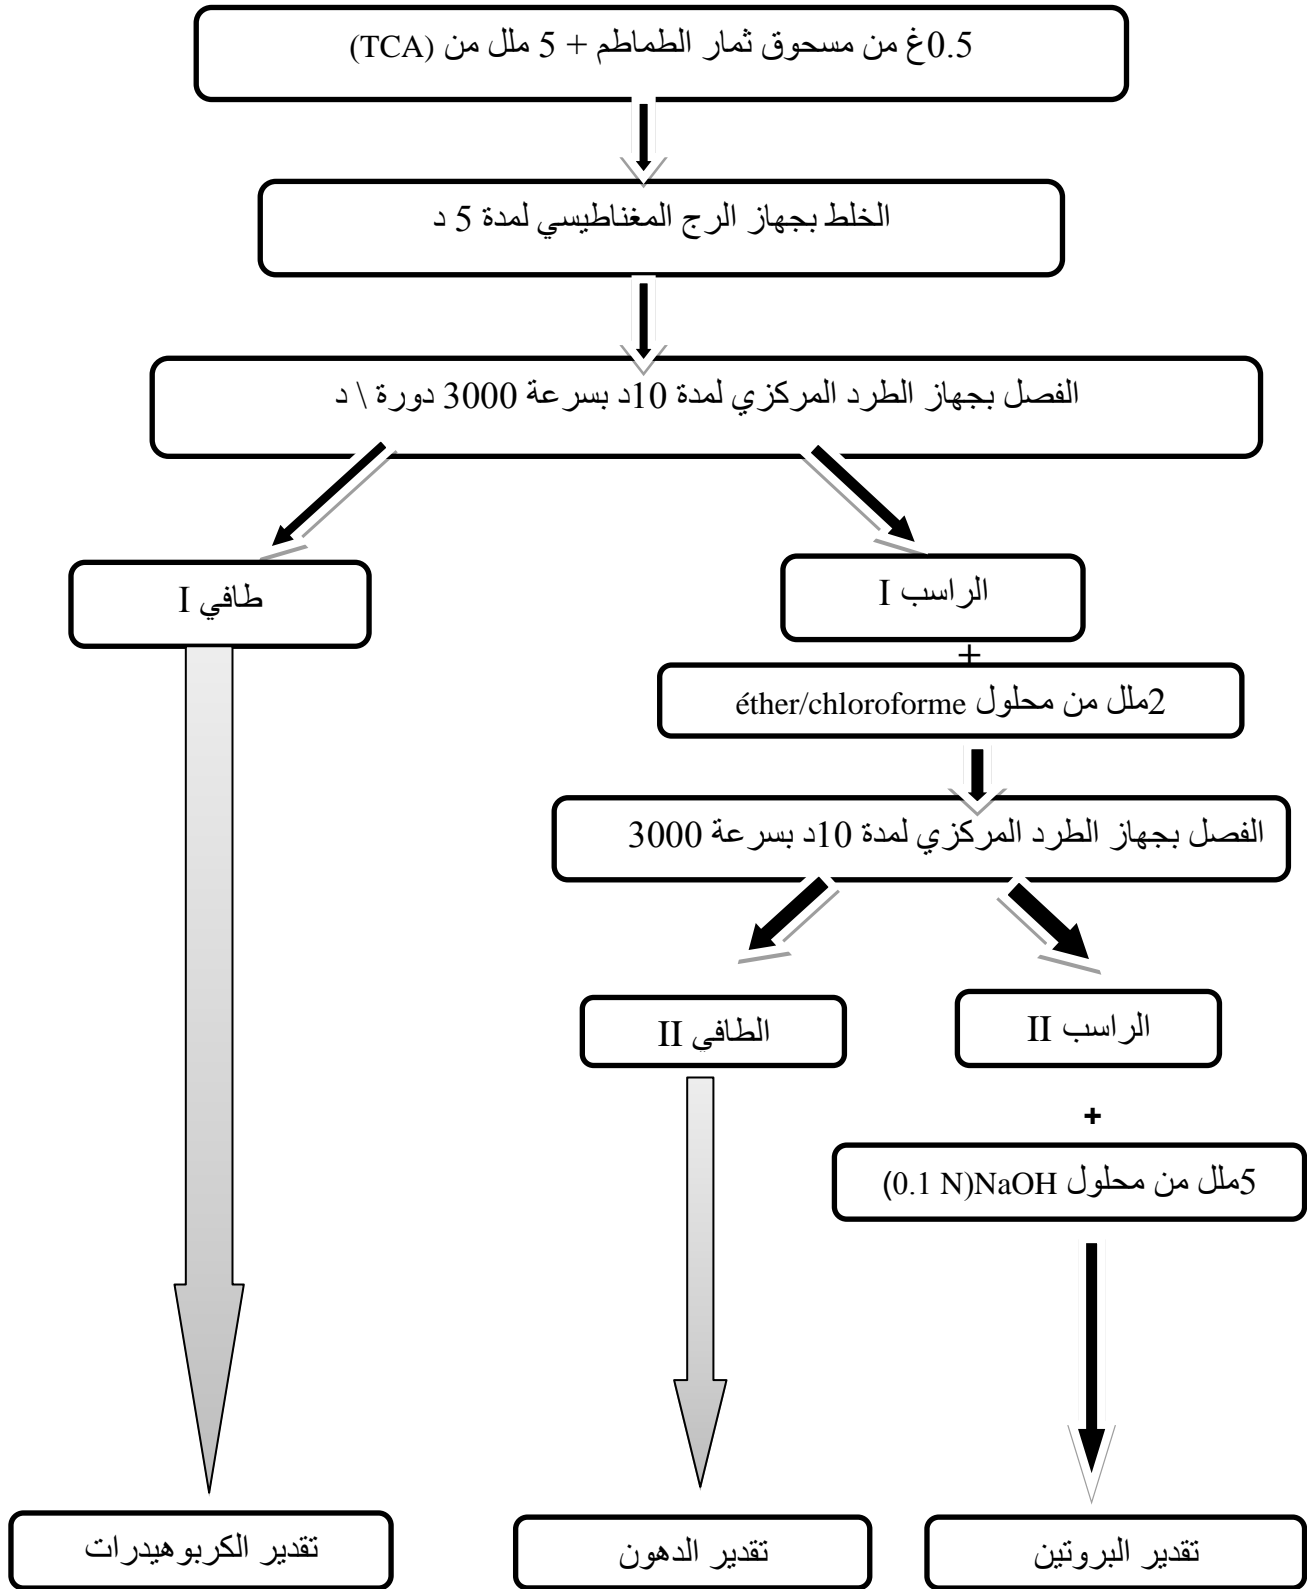 0.5غ من مسحوق ثمار الطماطم + 5 ملل من (TCA)
الخلط بجهاز الرج المغناطيسي لمدة 5 د
الفصل بجهاز الطرد المركزي لمدة 10د بسرعة 3000 دورة \ د
الراسب I
طافي I
+
2ملل من محلول éther/chloroforme
الفصل بجهاز الطرد المركزي لمدة 10د بسرعة 3000
الراسب II
الطافي II
+
5ملل من محلول NaOH(0.1 N)
تقدير البروتين
تقدير الدهون
تقدير الكربوهيدرات